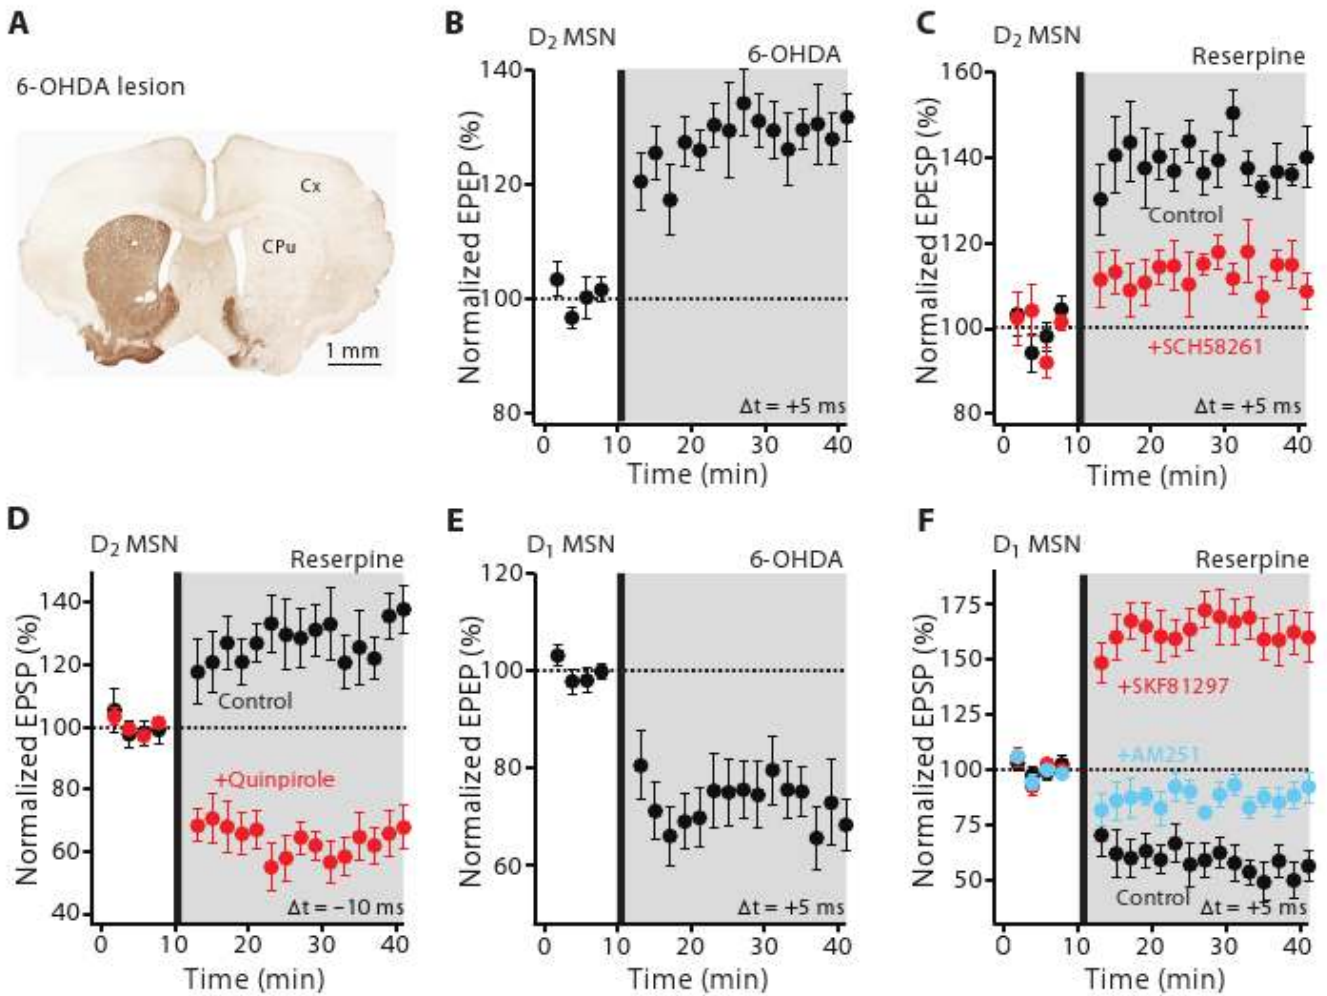 A
6-OHDA lesion
Cx
CPu
1 mm
B
D2 MSN
6-OHDA
Normalized EPEP (%)
140
120
100
80
Δt = +5 ms
0 10 20 30 40
Time (min)
C
D2 MSN
Reserpine
Normalized EPESP (%)
160
140
120
100
80
Control
+SCH58261
Δt = +5 ms
0 10 20 30 40
Time (min)
D
D2 MSN
Reserpine
Normalized EPSP (%)
140
120
100
80
60
40
Control
+Quinpirole
Δt = −10 ms
0 10 20 30 40
Time (min)
E
D1 MSN
6-OHDA
Normalized EPEP (%)
120
100
80
60
Δt = +5 ms
0 10 20 30 40
Time (min)
F
D1 MSN
Reserpine
Normalized EPSP (%)
175
150
125
100
75
50
+SKF81297
+AM251
Control
Δt = +5 ms
0 10 20 30 40
Time (min)